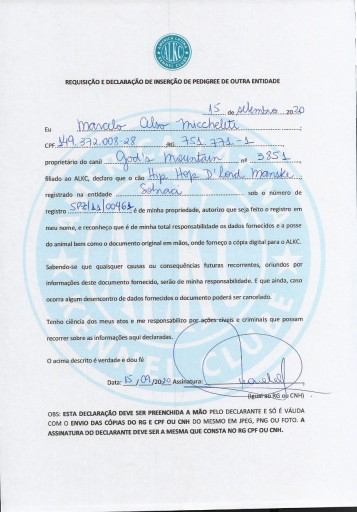 ALKC
REQUISIÇÃO E DECLARAÇÃO DE INSERÇÃO DE PEDIGREE DE OUTRA ENTIDADE
15 de setembro 2020
Eu Marcelo Micchelete
CPF 149.372.008-28 RG 751 771-1
proprietário do canil God's Mountain nº 3851
filiado ao ALKC, declaro que o cão Hip Hop D'Lord Manske
registrado na entidade Sobraci sob o número de
registro SPZ/11/00461 é de minha propriedade, autorizo que seja feito o registro em
meu nome, e reconheço que é de minha total responsabilidade os dados fornecidos e a posse
do animal bem como o documento original em mãos, onde forneço a cópia digital para o ALKC.
Sabendo-se que quaisquer causas ou consequências futuras recorrentes, oriundos por
informações deste documento fornecido, serão de minha responsabilidade. E que ainda, caso
ocorra algum desencontro de dados fornecidos o documento poderá ser cancelado.
Tenho ciência dos meus atos e me responsabilizo por ações cíveis e criminais que possam
recorrer sobre as informações aqui declaradas.
O acima descrito é verdade e dou fé
Data: 15/09/2020 Assinatura:
(Igual ao RG ou CNH)
OBS: ESTA DECLARAÇÃO DEVE SER PREENCHIDA A MÃO PELO DECLARANTE E SÓ É VÁLIDA
COM O ENVIO DAS CÓPIAS DO RG E CPF OU CNH DO MESMO EM JPEG, PNG OU FOTO. A
ASSINATURA DO DECLARANTE DEVE SER A MESMA QUE CONSTA NO RG CPF OU CNH.